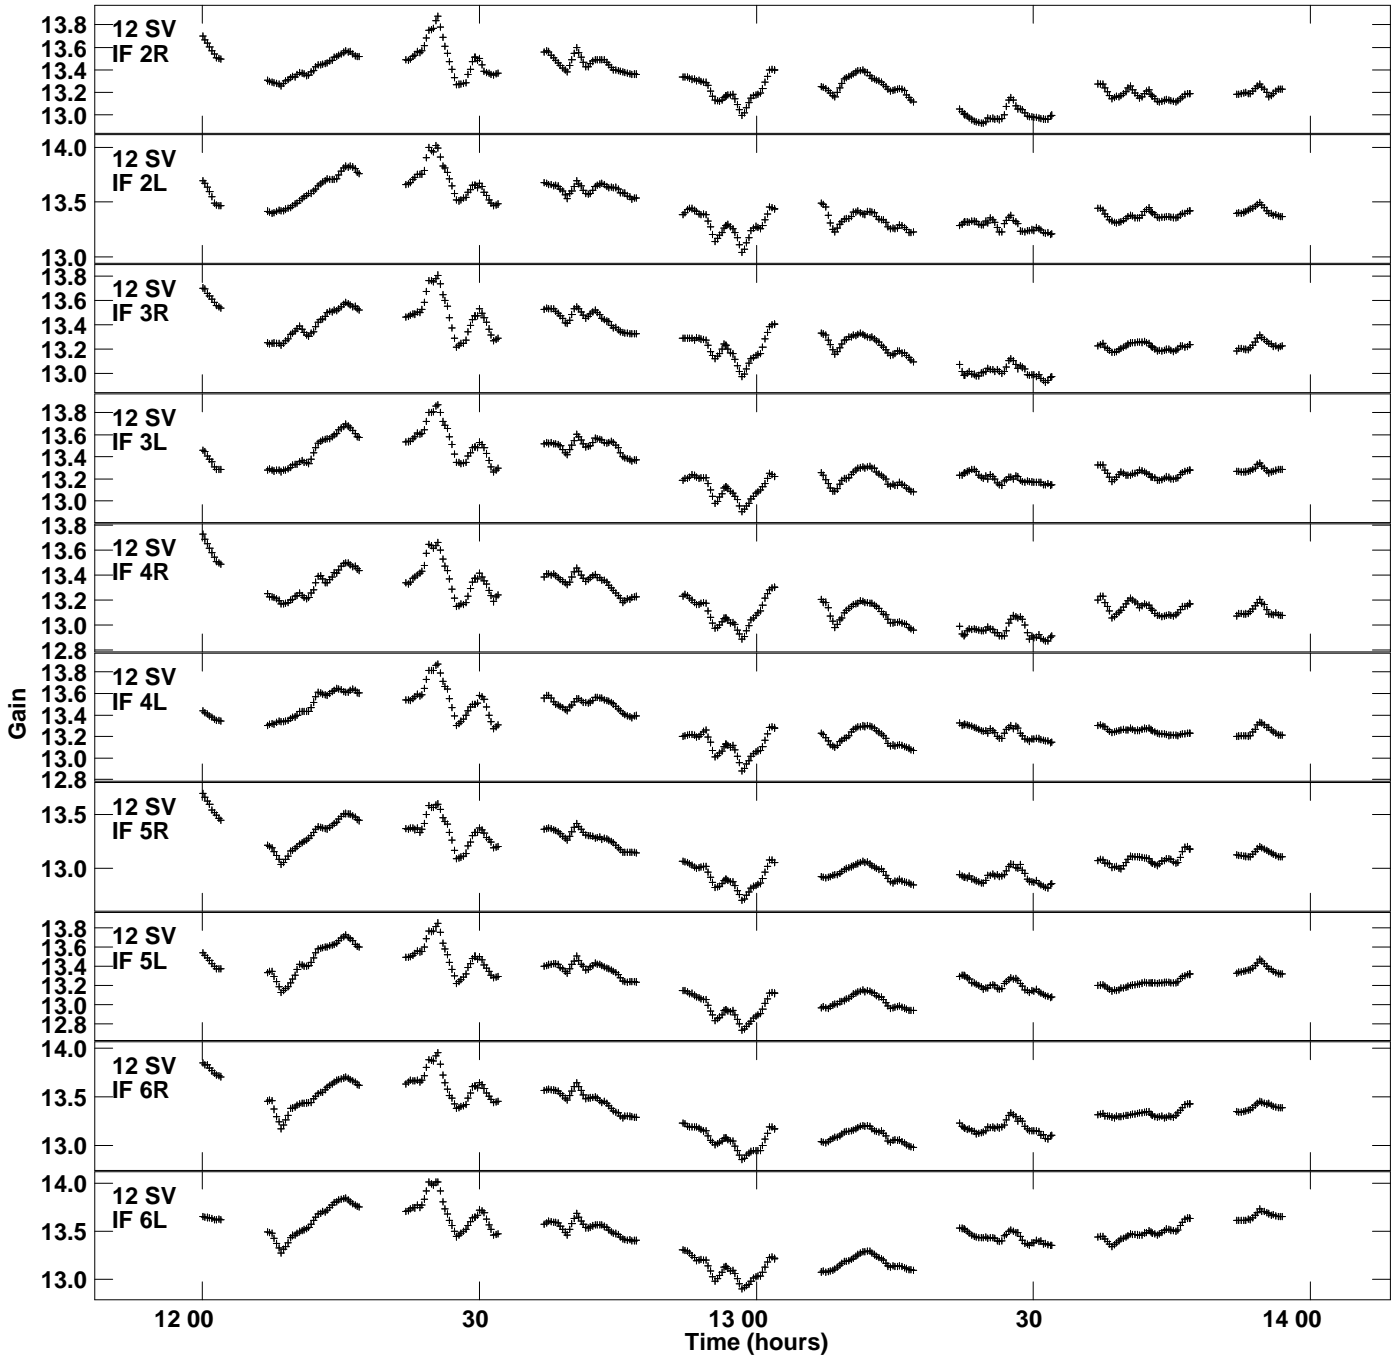 13.8
13.6
13.4
13.2
13.0
12 SV
IF 2R
14.0
13.5
13.0
12 SV
IF 2L
13.8
13.6
13.4
13.2
13.0
12 SV
IF 3R
13.8
13.6
13.4
13.2
13.0
12 SV
IF 3L
13.8
13.6
13.4
13.2
13.0
12.8
12 SV
IF 4R
13.8
13.6
13.4
13.2
13.0
12.8
12 SV
IF 4L
13.5
13.0
12 SV
IF 5R
13.8
13.6
13.4
13.2
13.0
12.8
12 SV
IF 5L
14.0
13.5
13.0
12 SV
IF 6R
14.0
13.5
13.0
12 SV
IF 6L
Gain
12 00 30 13 00 30 14 00
Time (hours)